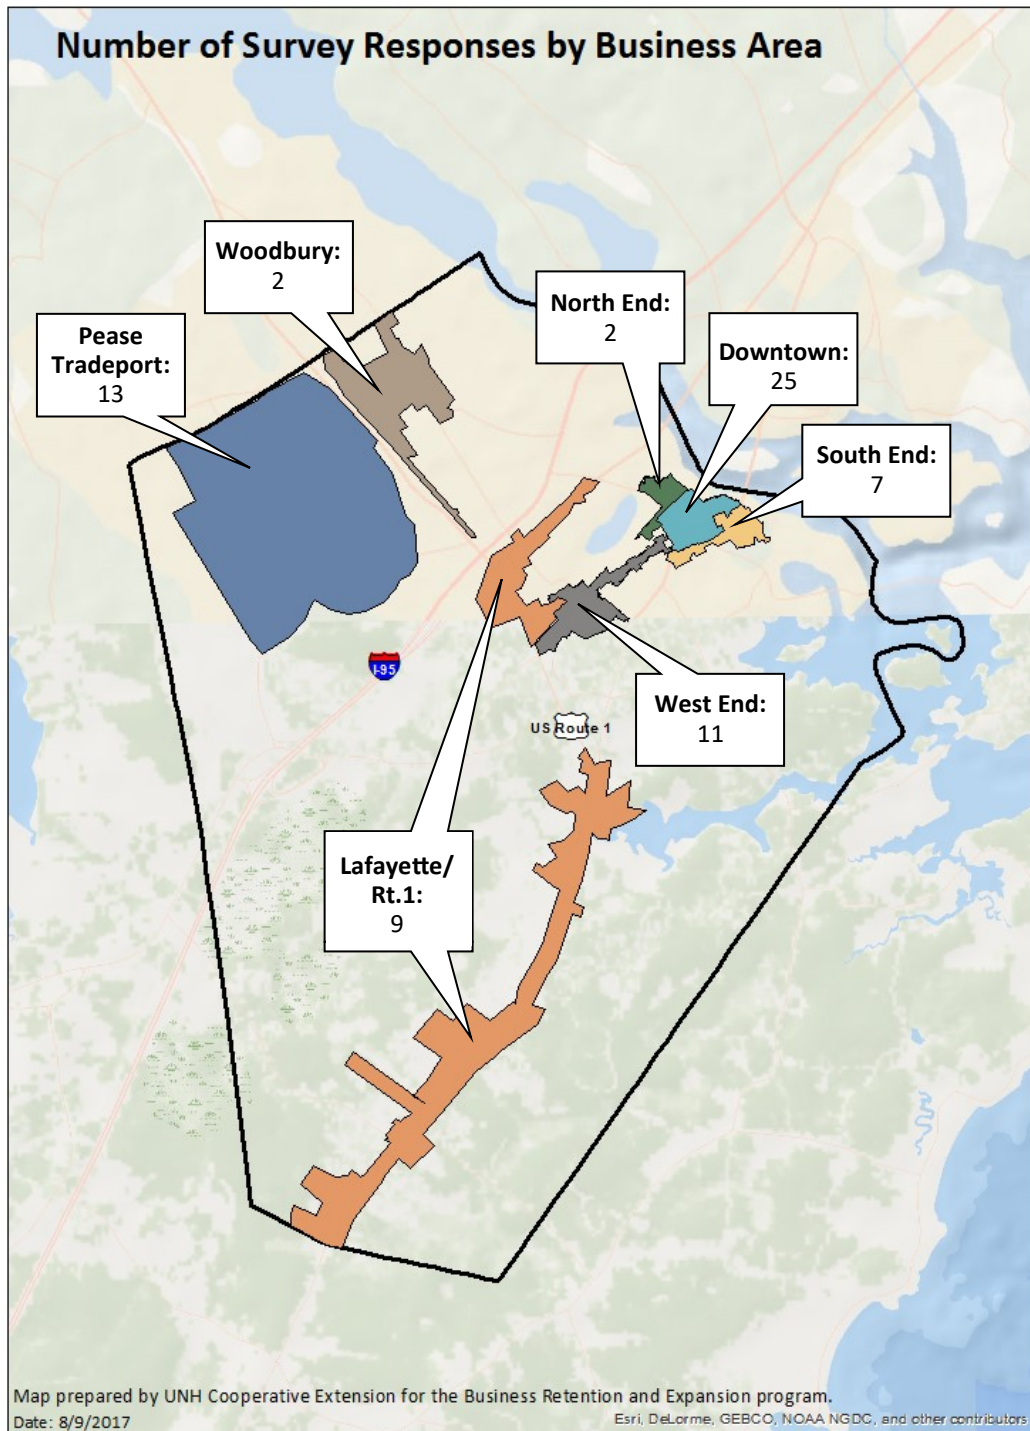 Number of Survey Responses by Business Area
Woodbury:
2
North End:
2
Pease
Tradeport:
13
Downtown:
25
South End:
7
I-95
West End:
11
US Route 1
Lafayette/
Rt.1:
9
Map prepared by UNH Cooperative Extension for the Business Retention and Expansion program.
Date: 8/9/2017
Esri, DeLorme, GEBCO, NOAA NGDC, and other contributors